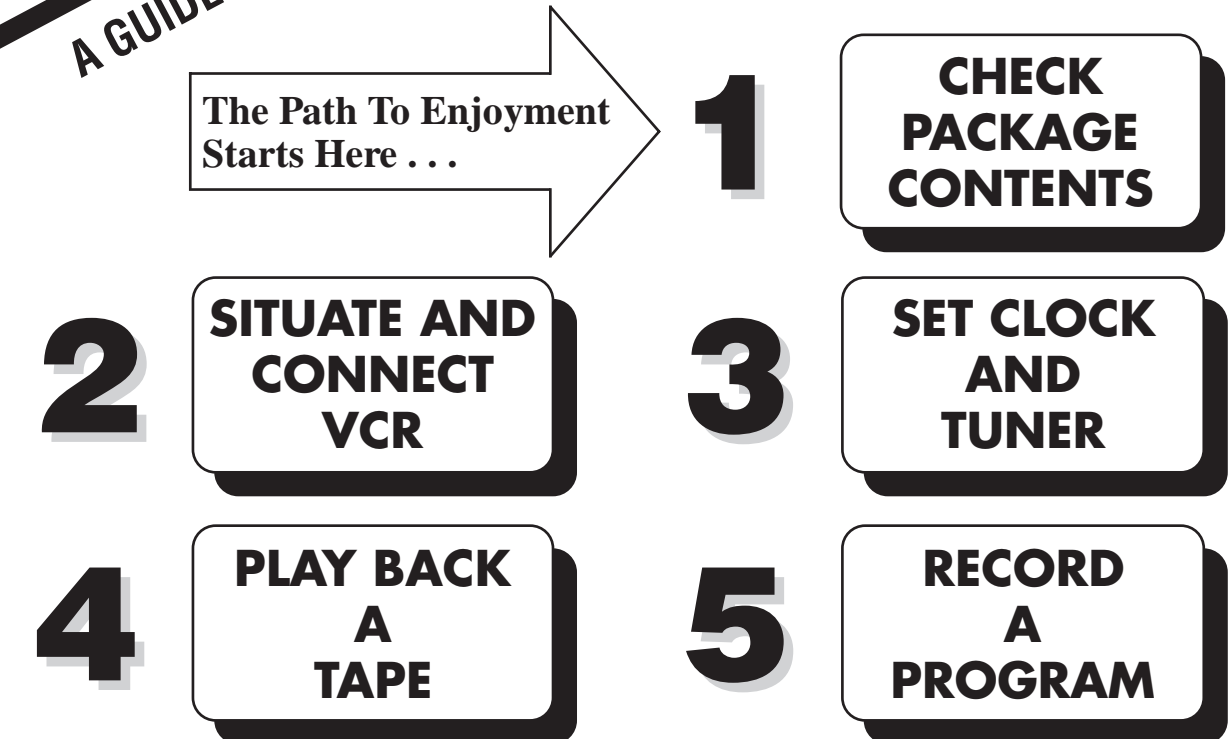 A GUIDE
The Path To Enjoyment
Starts Here . . .
1
CHECK
PACKAGE
CONTENTS
2
SITUATE AND
CONNECT
VCR
3
SET CLOCK
AND
TUNER
4
PLAY BACK
A
TAPE
5
RECORD
A
PROGRAM